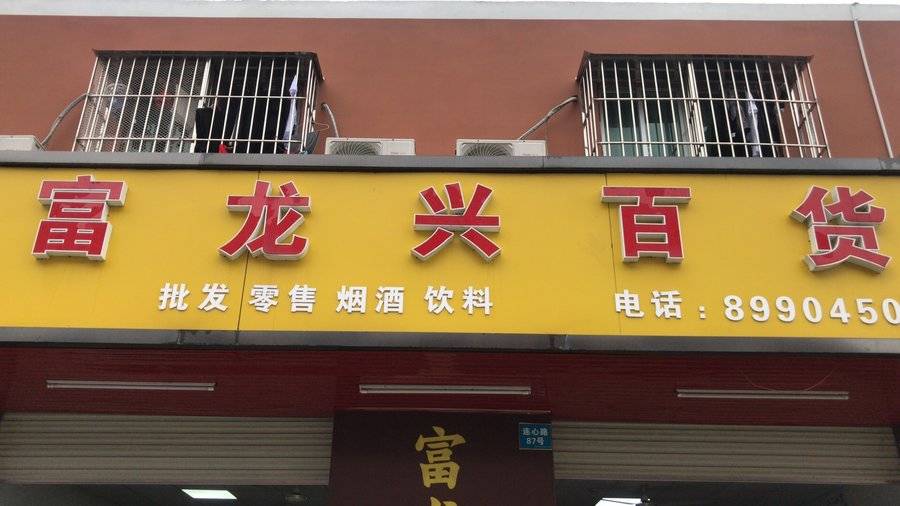 富龙兴百货
批发 零售 烟酒 饮料 电话：8990450
连心路
87号
富